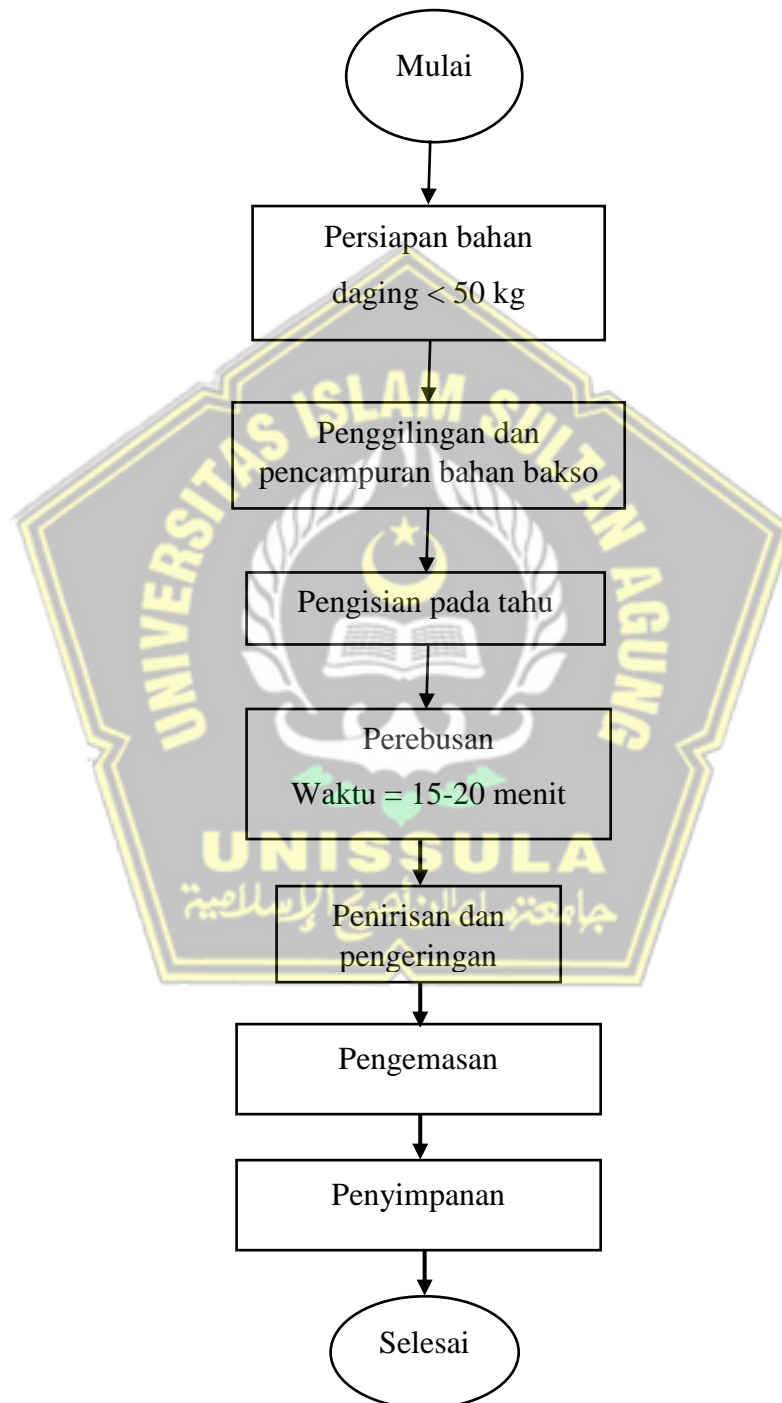 Mulai
Persiapan bahan
daging < 50 kg
UNIVERSITAS ISLAM SULTAN AGUNG
Penggilingan dan
pencampuran bahan bakso
Pengisian pada tahu
Perebusan
Waktu = 15-20 menit
UNISSULA
Penirisan dan
pengeringan
Pengemasan
Penyimpanan
Selesai